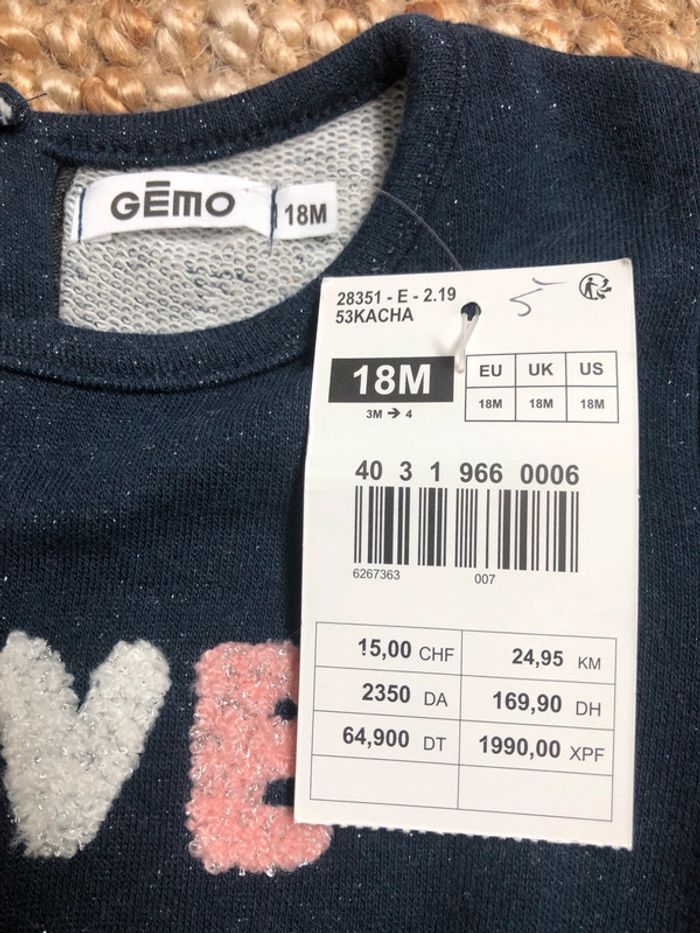 GĒMO
18M
28351 - E - 2.19
53KACHA
5
18M
3M → 4
EU UK US
18M 18M 18M
40 3 1 966 0006
6267363 007
15,00 CHF 24,95 KM
2350 DA 169,90 DH
64,900 DT 1990,00 XPF
VE